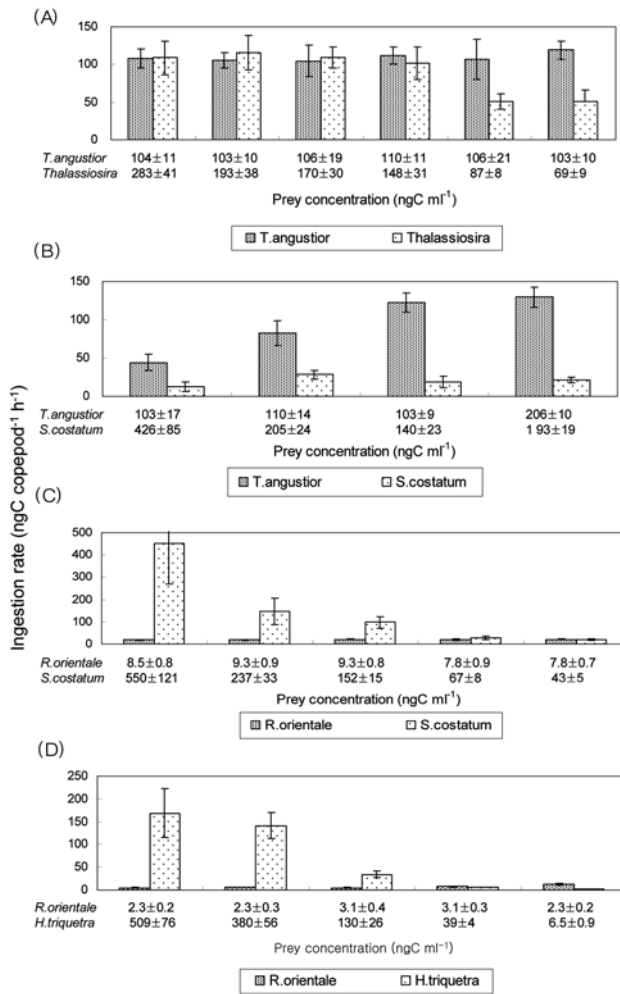 (A)
150
100
50
0
T.angustior 104±11 103±10 106±19 110±11 106±21 103±10
Thalassiosira 283±41 193±38 170±30 148±31 87±8 69±9
Prey concentration (ngC ml⁻¹)
T.angustior Thalassiosira
(B)
150
100
50
0
T.angustior 103±17 110±14 103±9 206±10
S.costatum 426±85 205±24 140±23 1 93±19
Prey concentration (ngC ml⁻¹)
T.angustior S.costatum
Ingestion rate (ngC copepod⁻¹ h⁻¹)
(C)
500
400
300
200
100
0
R.orientale 8.5±0.8 9.3±0.9 9.3±0.8 7.8±0.9 7.8±0.7
S.costatum 550±121 237±33 152±15 67±8 43±5
Prey concentration (ngC ml⁻¹)
R.orientale S.costatum
(D)
250
200
150
100
50
0
R.orientale 2.3±0.2 2.3±0.3 3.1±0.4 3.1±0.3 2.3±0.2
H.triquetra 509±76 380±56 130±26 39±4 6.5±0.9
Prey concentration (ngC ml⁻¹)
R.orientale H.triquetra